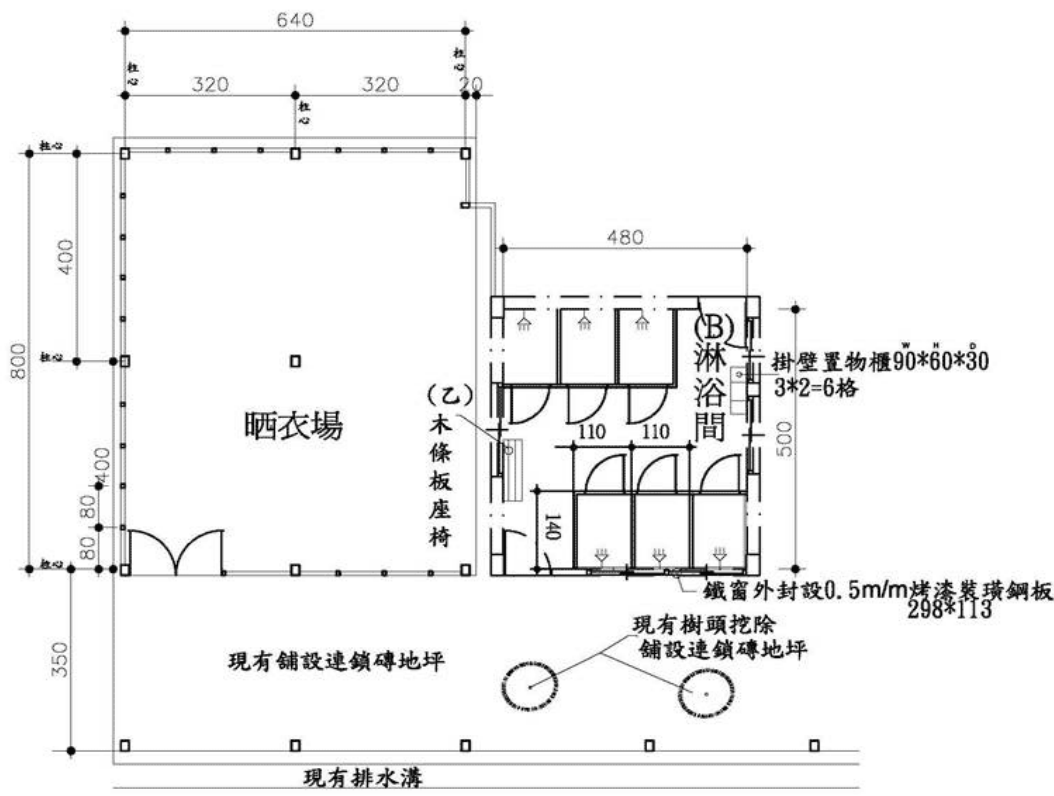 640
柱心
柱心
320
320
20
柱心
柱心
480
400
800
(B)
淋浴間
W H D
掛壁置物櫃90*60*30
3*2=6格
柱心
(乙)
木條板座椅
晒衣場
110
110
500
400
80
80
140
柱心
鐵窗外封設0.5m/m烤漆裝璜鋼板
298*113
現有樹頭挖除
舖設連鎖磚地坪
現有舖設連鎖磚地坪
350
現有排水溝